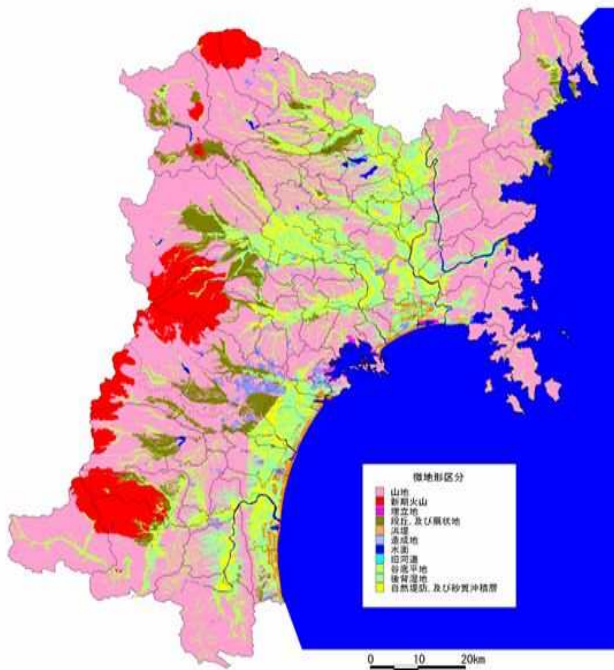 微地形区分
山地
新期火山
埋立地
段丘、及び扇状地
浜堤
造成地
水面
旧河道
谷底平地
後背湿地
自然堤防、及び砂質沖積層
0 10 20km